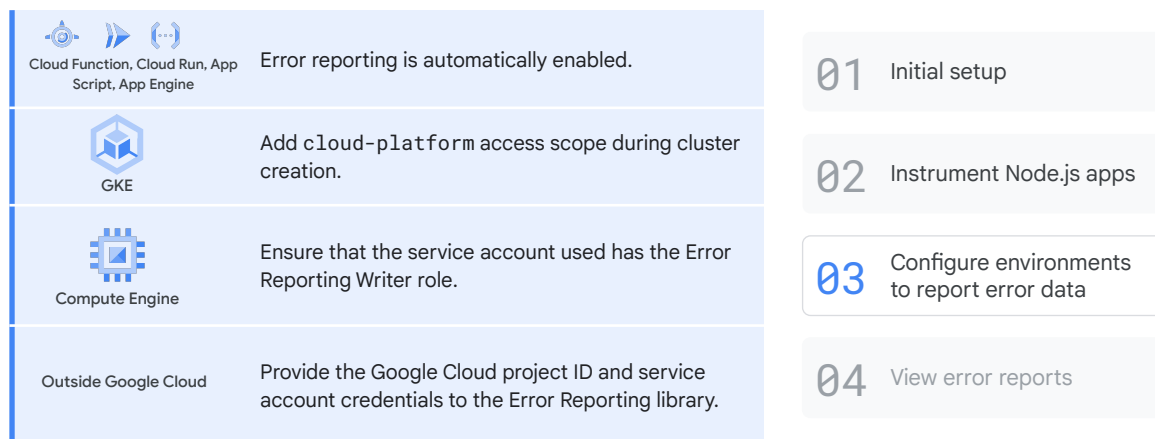 Cloud Function, Cloud Run, App
Script, App Engine
Error reporting is automatically enabled.
GKE
Add cloud-platform access scope during cluster
creation.
Compute Engine
Ensure that the service account used has the Error
Reporting Writer role.
Outside Google Cloud
Provide the Google Cloud project ID and service
account credentials to the Error Reporting library.
01 Initial setup
02 Instrument Node.js apps
03 Configure environments
to report error data
04 View error reports